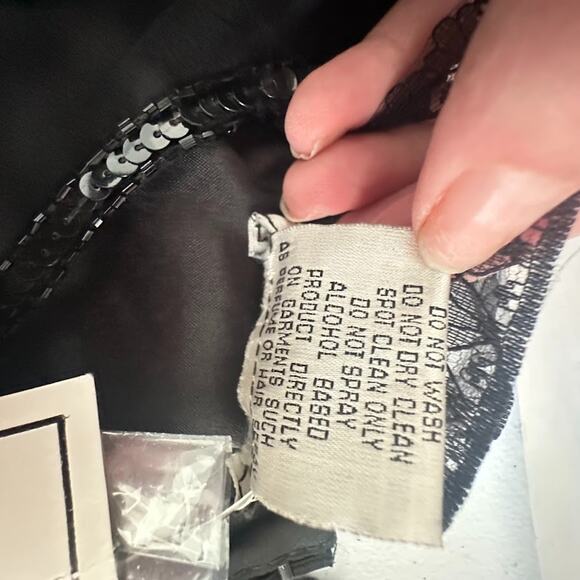 DO NOT WASH
DO NOT DRY CLEAN
SPOT CLEAN ONLY
DO NOT SPRAY
ALCOHOL BASED
PRODUCT DIRECTLY
ON GARMENTS SUCH
AS PERFUME OR HAIR